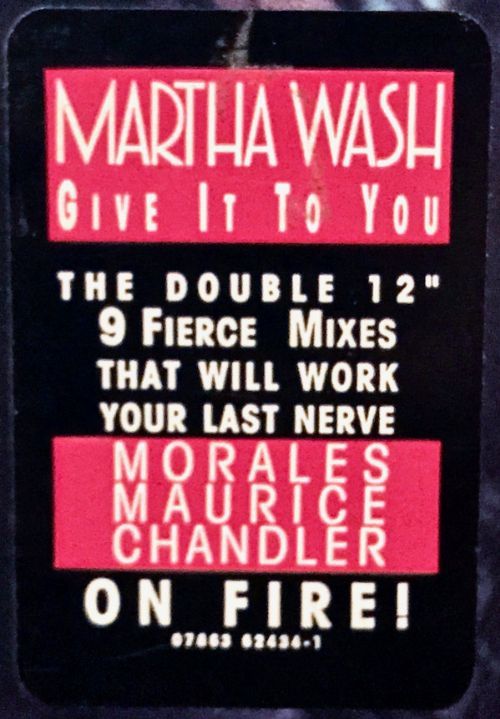 MARTHA WASH
GIVE IT TO YOU
THE DOUBLE 12"
9 FIERCE MIXES
THAT WILL WORK
YOUR LAST NERVE
MORALES
MAURICE
CHANDLER
ON FIRE!
07863 62434-1